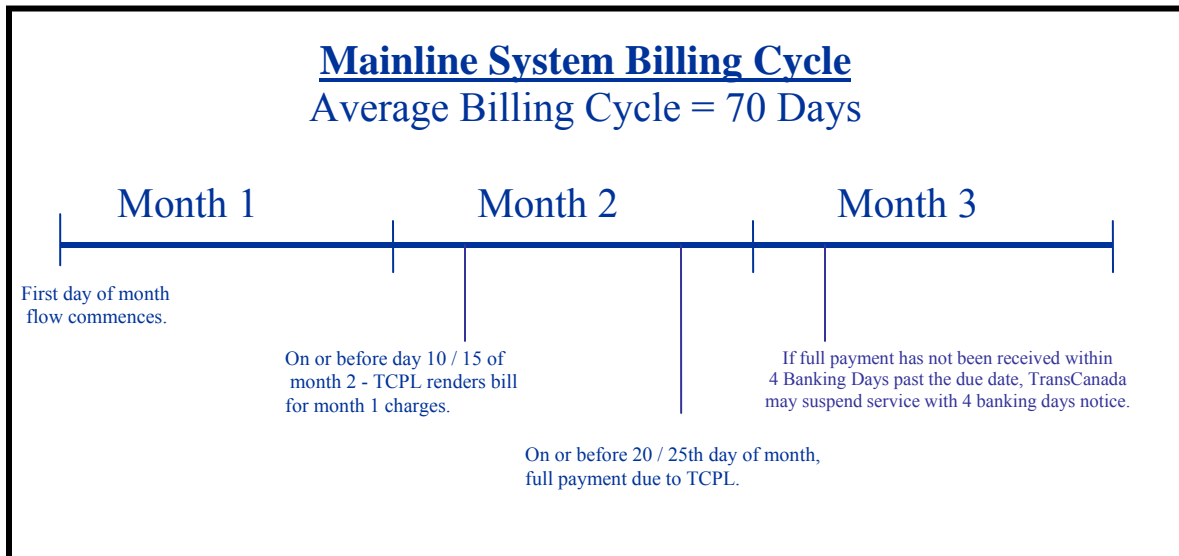 Mainline System Billing Cycle
Average Billing Cycle = 70 Days
Month 1
Month 2
Month 3
First day of month
flow commences.
On or before day 10 / 15 of
month 2 - TCPL renders bill
for month 1 charges.
On or before 20 / 25th day of month,
full payment due to TCPL.
If full payment has not been received within
4 Banking Days past the due date, TransCanada
may suspend service with 4 banking days notice.